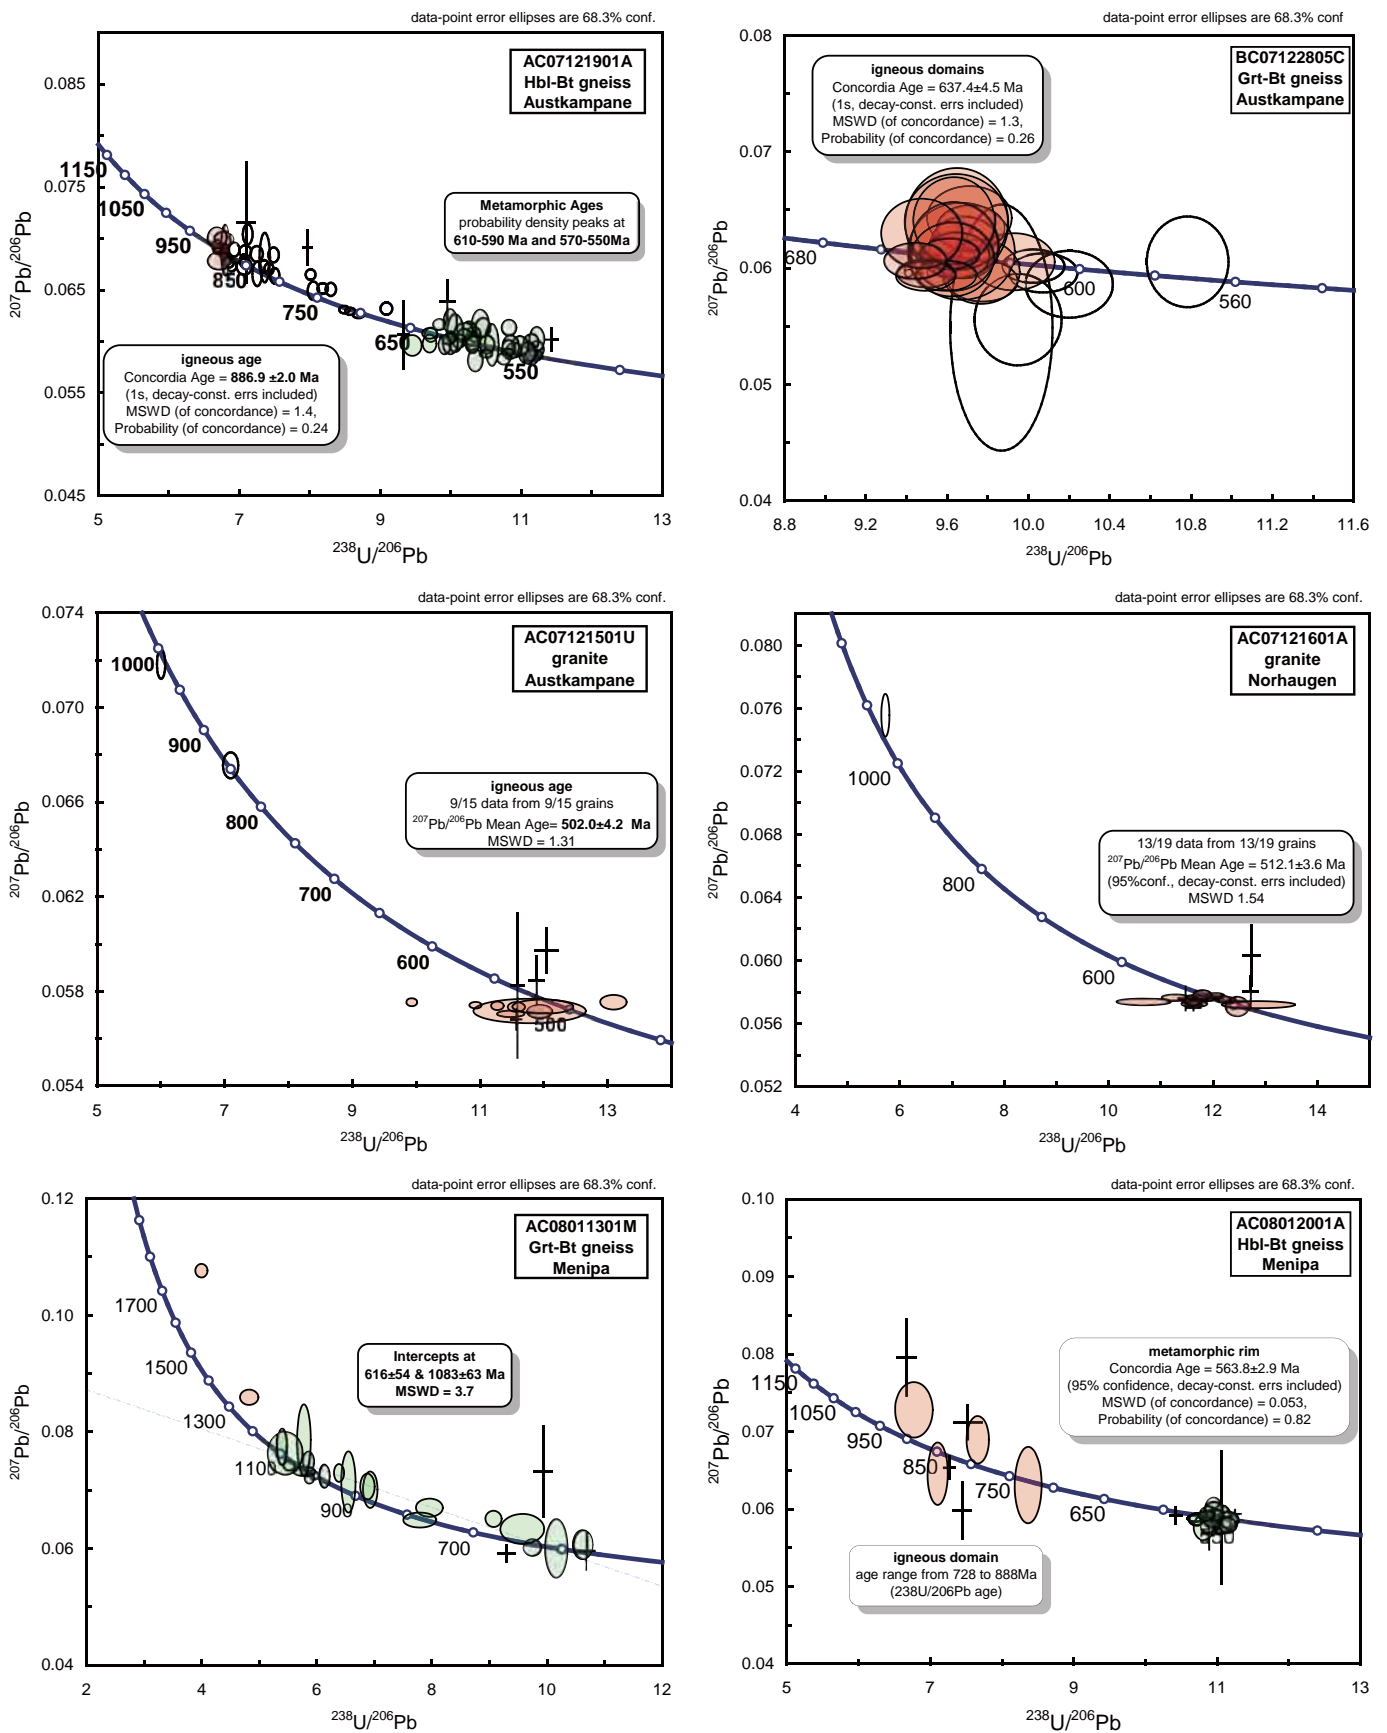 data-point error ellipses are 68.3% conf.
AC07121901A
Hbl-Bt gneiss
Austkampane
0.085
0.075
0.065
0.055
0.045
1150
1050
950
850
750
650
550
Metamorphic Ages
probability density peaks at
610-590 Ma and 570-550Ma
igneous age
Concordia Age = 886.9 ±2.0 Ma
(1s, decay-const. errs included)
MSWD (of concordance) = 1.4,
Probability (of concordance) = 0.24
5 7 9 11 13
238U/206Pb
207Pb/206Pb
data-point error ellipses are 68.3% conf
BC07122805C
Grt-Bt gneiss
Austkampane
igneous domains
Concordia Age = 637.4±4.5 Ma
(1s, decay-const. errs included)
MSWD (of concordance) = 1.3,
Probability (of concordance) = 0.26
0.08
0.07
0.06
0.05
0.04
680
600
560
8.8 9.2 9.6 10.0 10.4 10.8 11.2 11.6
238U/206Pb
207Pb/206Pb
data-point error ellipses are 68.3% conf.
AC07121501U
granite
Austkampane
0.074
0.070
0.066
0.062
0.058
0.054
1000
900
800
700
600
500
igneous age
9/15 data from 9/15 grains
207Pb/206Pb Mean Age= 502.0±4.2 Ma
MSWD = 1.31
5 7 9 11 13
238U/206Pb
207Pb/206Pb
data-point error ellipses are 68.3% conf.
AC07121601A
granite
Norhaugen
0.080
0.076
0.072
0.068
0.064
0.060
0.056
0.052
1000
800
600
13/19 data from 13/19 grains
207Pb/206Pb Mean Age = 512.1±3.6 Ma
(95%conf., decay-const. errs included)
MSWD 1.54
4 6 8 10 12 14
238U/206Pb
207Pb/206Pb
data-point error ellipses are 68.3% conf.
AC08011301M
Grt-Bt gneiss
Menipa
0.12
0.10
0.08
0.06
0.04
1700
1500
1300
1100
900
700
Intercepts at
616±54 & 1083±63 Ma
MSWD = 3.7
2 4 6 8 10 12
238U/206Pb
207Pb/206Pb
data-point error ellipses are 68.3% conf.
AC08012001A
Hbl-Bt gneiss
Menipa
0.10
0.09
0.08
0.07
0.06
0.05
0.04
1150
1050
950
850
750
650
550
metamorphic rim
Concordia Age = 563.8±2.9 Ma
(95% confidence, decay-const. errs included)
MSWD (of concordance) = 0.053,
Probability (of concordance) = 0.82
igneous domain
age range from 728 to 888Ma
(238U/206Pb age)
5 7 9 11 13
238U/206Pb
207Pb/206Pb